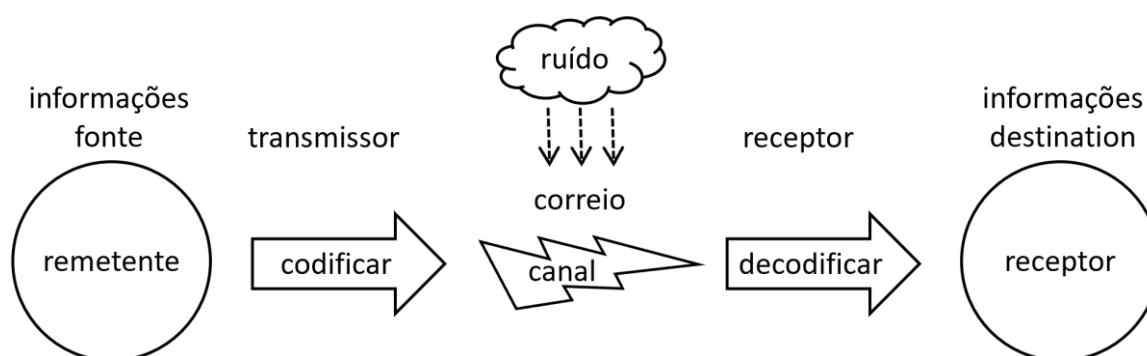 ruído
informações
fonte
transmissor
receptor
informações
destination
correio
remetente
codificar
canal
decodificar
receptor